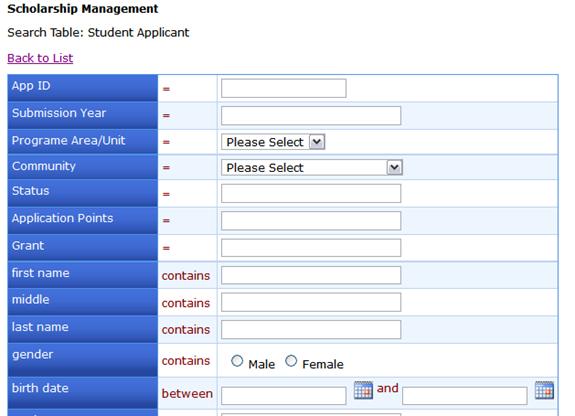 Scholarship Management
Search Table: Student Applicant
Back to List
App ID =
Submission Year =
Programe Area/Unit = Please Select
Community = Please Select
Status =
Application Points =
Grant =
first name contains
middle contains
last name contains
gender contains Male Female
birth date between and